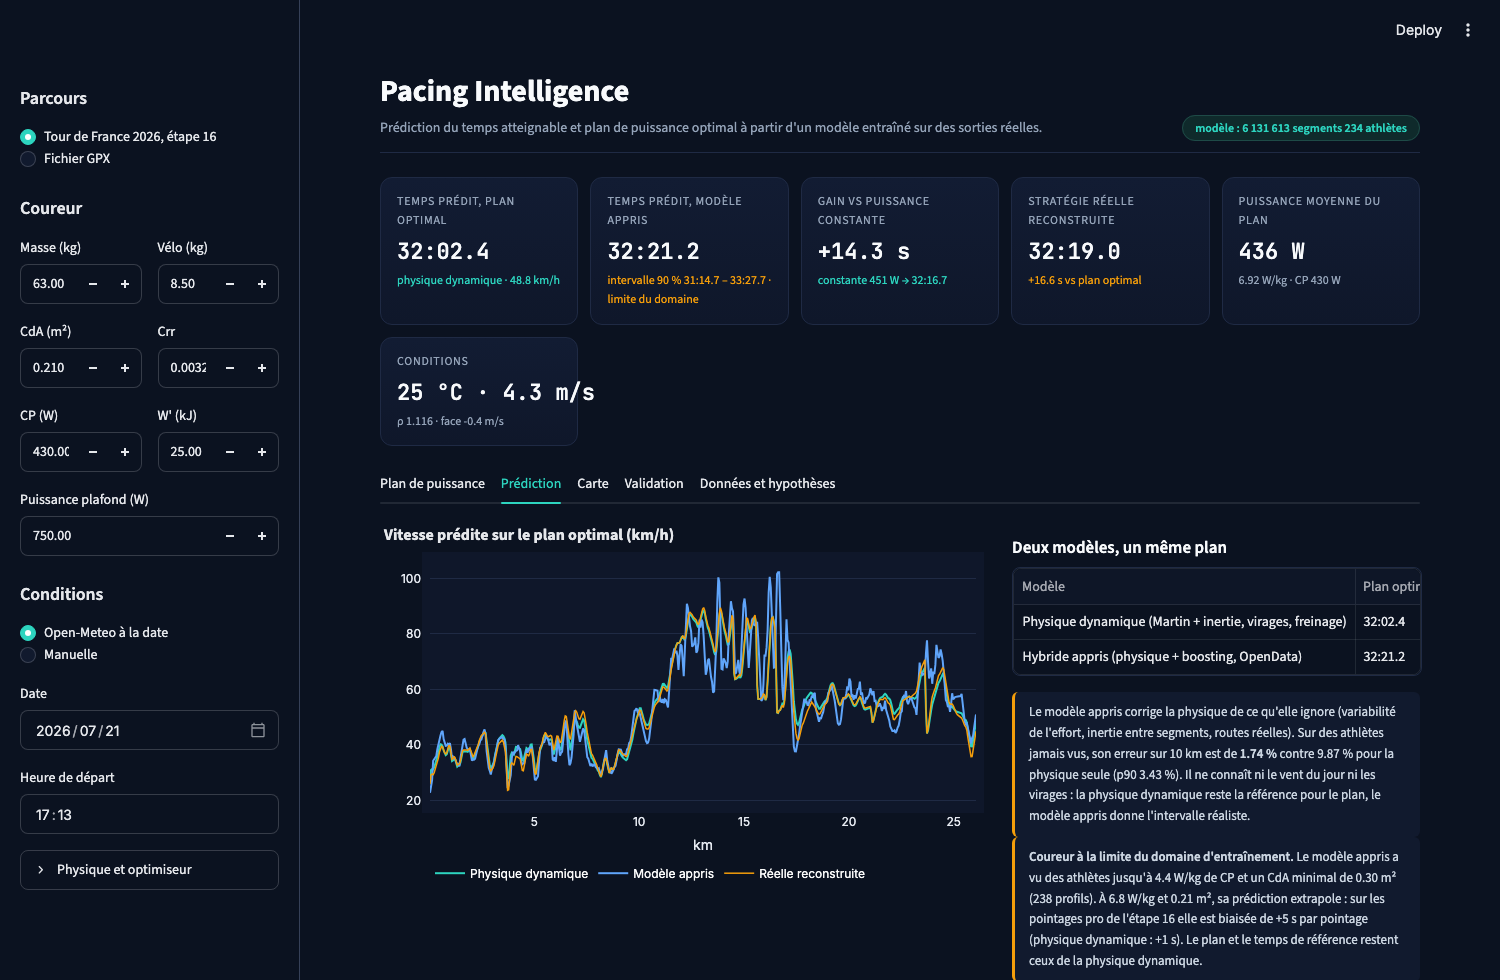 Deploy
Parcours
Tour de France 2026, étape 16
Fichier GPX
Coureur
Masse (kg)
Vélo (kg)
63.00
8.50
CdA (m²)
Crr
0.210
0.0032
CP (W)
W' (kJ)
430.00
25.00
Puissance plafond (W)
750.00
Conditions
Open-Meteo à la date
Manuelle
Date
2026/07/21
Heure de départ
17:13
Physique et optimiseur
Pacing Intelligence
Prédiction du temps atteignable et plan de puissance optimal à partir d'un modèle entraîné sur des sorties réelles.
modèle : 6 131 613 segments 234 athlètes
TEMPS PRÉDIT, PLAN
OPTIMAL
32:02.4
physique dynamique · 48.8 km/h
TEMPS PRÉDIT, MODÈLE
APPRIS
32:21.2
intervalle 90 % 31:14.7 – 33:27.7 ·
limite du domaine
GAIN VS PUISSANCE
CONSTANTE
+14.3 s
constante 451 W → 32:16.7
STRATÉGIE RÉELLE
RECONSTRUITE
32:19.0
+16.6 s vs plan optimal
PUISSANCE MOYENNE DU
PLAN
436 W
6.92 W/kg · CP 430 W
CONDITIONS
25 °C · 4.3 m/s
ρ 1.116 · face -0.4 m/s
Plan de puissance
Prédiction
Carte
Validation
Données et hypothèses
Vitesse prédite sur le plan optimal (km/h)
100
80
60
40
20
5
10
15
20
25
km
Physique dynamique
Modèle appris
Réelle reconstruite
Deux modèles, un même plan
Modèle
Plan optir
Physique dynamique (Martin + inertie, virages, freinage)
32:02.4
Hybride appris (physique + boosting, OpenData)
32:21.2
Le modèle appris corrige la physique de ce qu'elle ignore (variabilité
de l'effort, inertie entre segments, routes réelles). Sur des athlètes
jamais vus, son erreur sur 10 km est de 1.74 % contre 9.87 % pour la
physique seule (p90 3.43 %). Il ne connaît ni le vent du jour ni les
virages : la physique dynamique reste la référence pour le plan, le
modèle appris donne l'intervalle réaliste.
Coureur à la limite du domaine d'entraînement. Le modèle appris a
vu des athlètes jusqu'à 4.4 W/kg de CP et un CdA minimal de 0.30 m²
(238 profils). À 6.8 W/kg et 0.21 m², sa prédiction extrapole : sur les
pointages pro de l'étape 16 elle est biaisée de +5 s par pointage
(physique dynamique : +1 s). Le plan et le temps de référence restent
ceux de la physique dynamique.